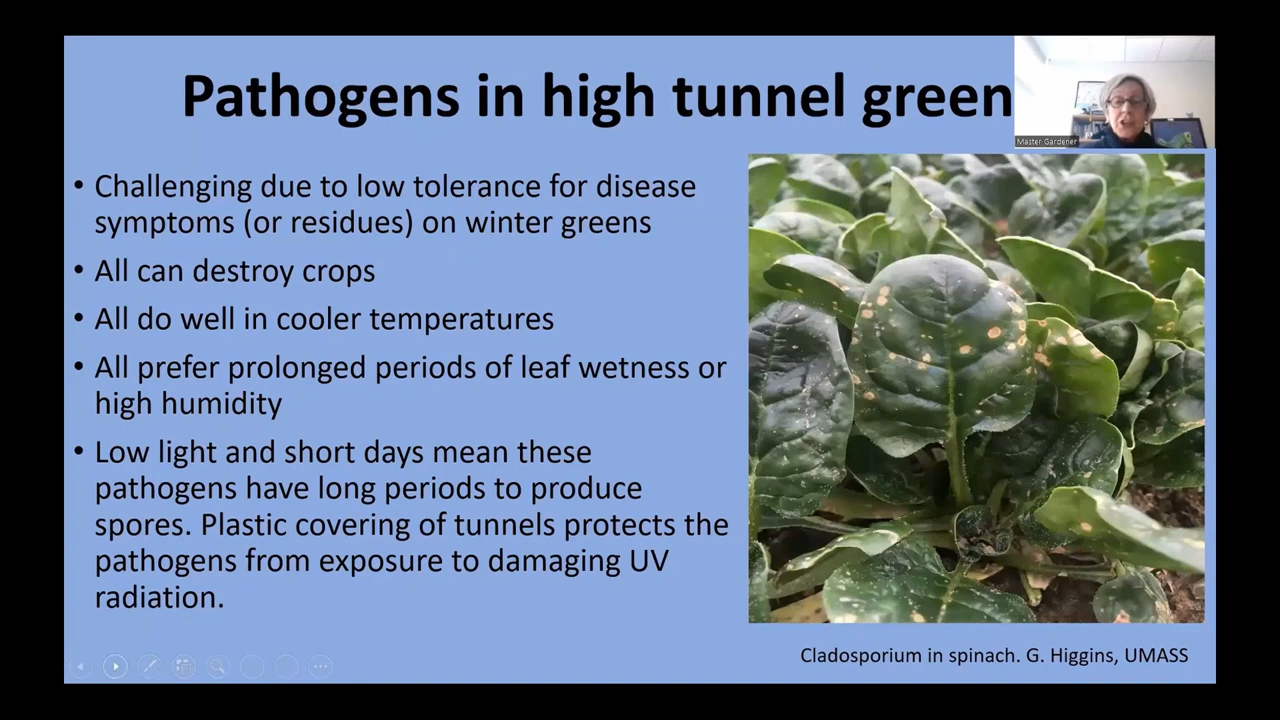 Pathogens in high tunnel green
Master Gardener
• Challenging due to low tolerance for disease
symptoms (or residues) on winter greens
• All can destroy crops
• All do well in cooler temperatures
• All prefer prolonged periods of leaf wetness or
high humidity
• Low light and short days mean these
pathogens have long periods to produce
spores. Plastic covering of tunnels protects the
pathogens from exposure to damaging UV
radiation.
Cladosporium in spinach. G. Higgins, UMASS